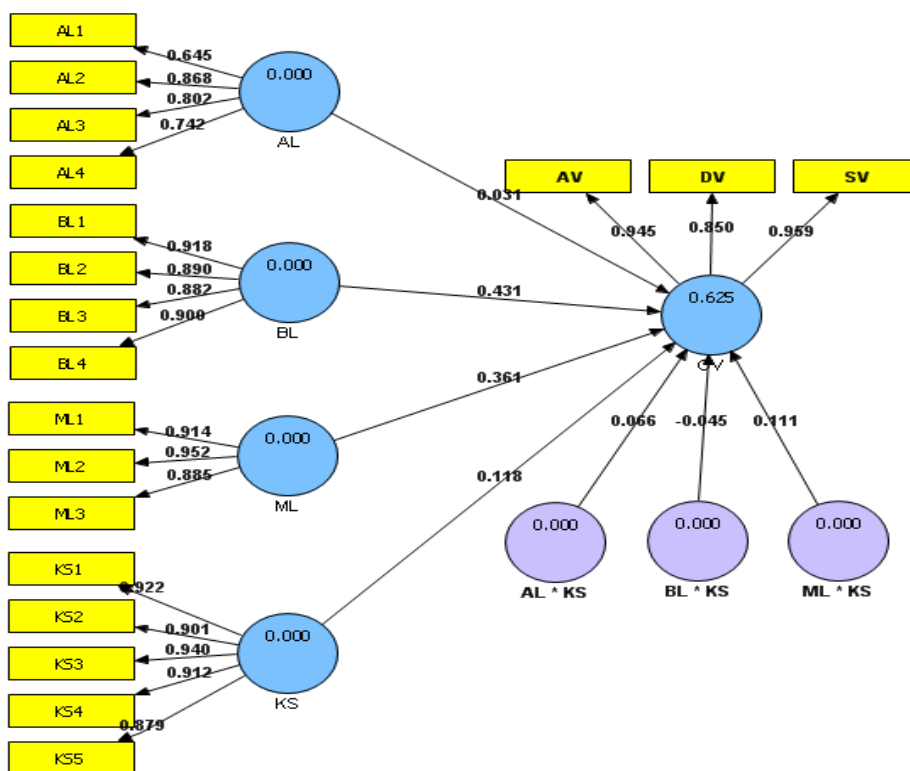 AL1
0.645
AL2
0.868
AL3
0.802
AL4
0.742
0.000
AL
BL1
0.918
BL2
0.890
BL3
0.882
BL4
0.900
0.000
BL
ML1
0.914
ML2
0.952
ML3
0.885
0.000
ML
KS1
0.922
KS2
0.901
KS3
0.940
KS4
0.912
KS5
0.879
0.000
KS
0.031
0.431
0.361
0.118
AV
DV
SV
0.945
0.850
0.959
0.625
0.066
-0.045
0.111
0.000
0.000
0.000
AL * KS
BL * KS
ML * KS